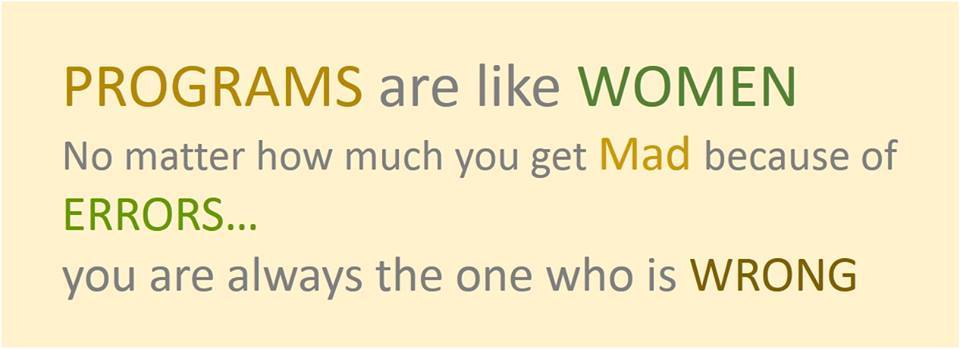 PROGRAMS are like WOMEN
No matter how much you get Mad because of
ERRORS...
you are always the one who is WRONG